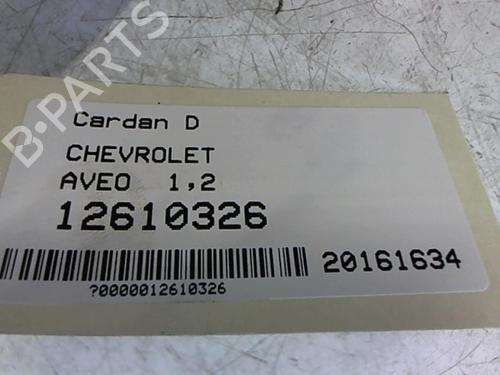 B-PARTS
Cardan D
CHEVROLET
AVEO 1,2
12610326
20161634
?0000012610326